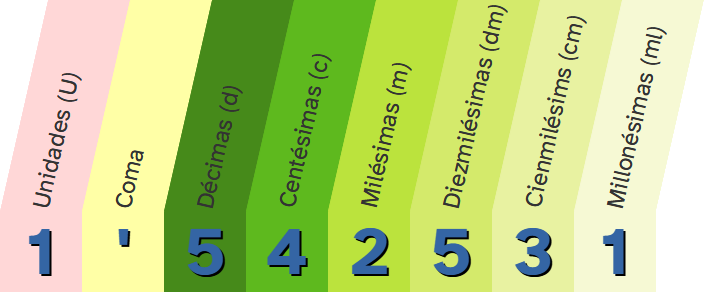 Unidades (U)
Coma
Décimas (d)
Centésimas (c)
Milésimas (m)
Diezmilésimas (dm)
Cienmilésims (cm)
Millonésimas (ml)
1 ' 5 4 2 5 3 1